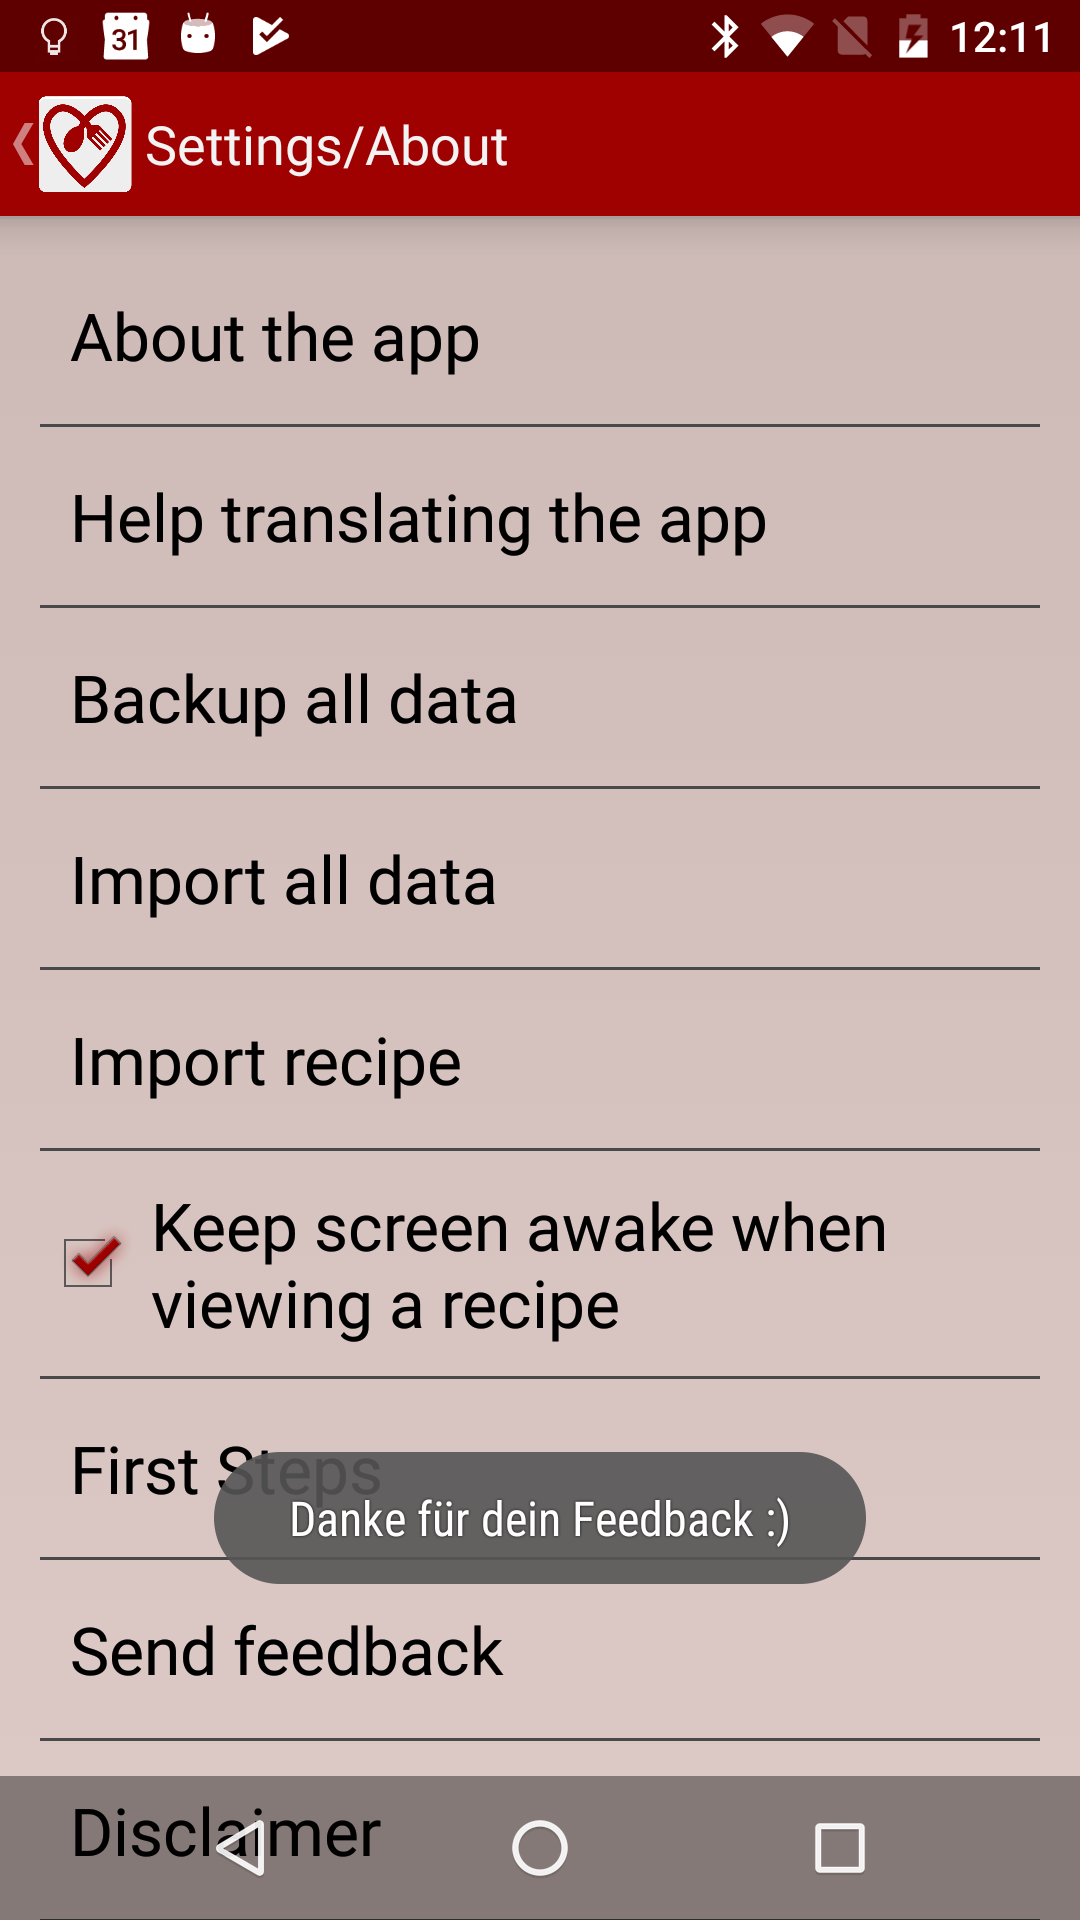 31
12:11
Settings/About
About the app
Help translating the app
Backup all data
Import all data
Import recipe
Keep screen awake when
viewing a recipe
First Steps
Danke für dein Feedback :)
Send feedback
Disclaimer